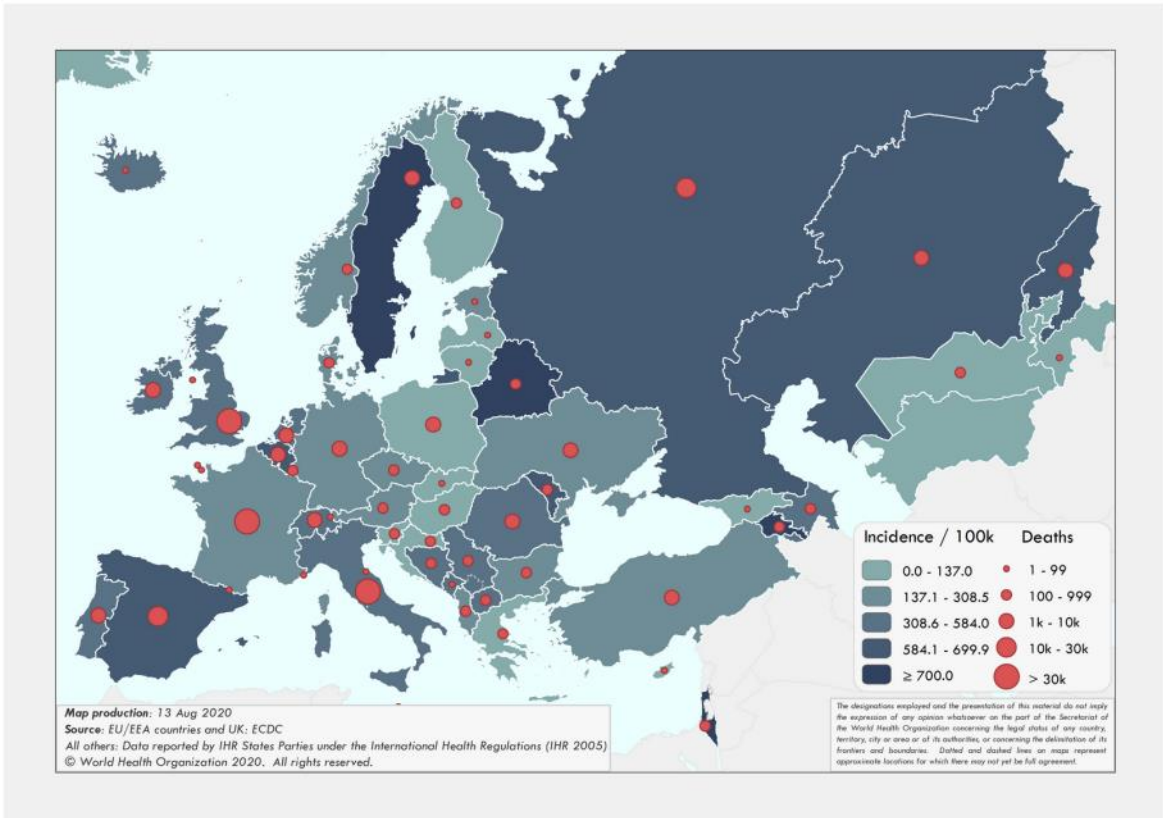 Incidence / 100k Deaths
0.0 - 137.0 1 - 99
137.1 - 308.5 100 - 999
308.6 - 584.0 1k - 10k
584.1 - 699.9 10k - 30k
≥ 700.0 > 30k
Map production: 13 Aug 2020
Source: EU/EEA countries and UK: ECDC
All others: Data reported by IHR States Parties under the International Health Regulations (IHR 2005)
© World Health Organization 2020. All rights reserved.
The designations employed and the presentation of this material do not imply
the expression of any opinion whatsoever on the part of the Secretariat of
the World Health Organization concerning the legal status of any country,
territory, city or area or of its authorities, or concerning the delimitation of its
frontiers and boundaries. Dotted and dashed lines on maps represent
approximate locations for which there may not yet be full agreement.